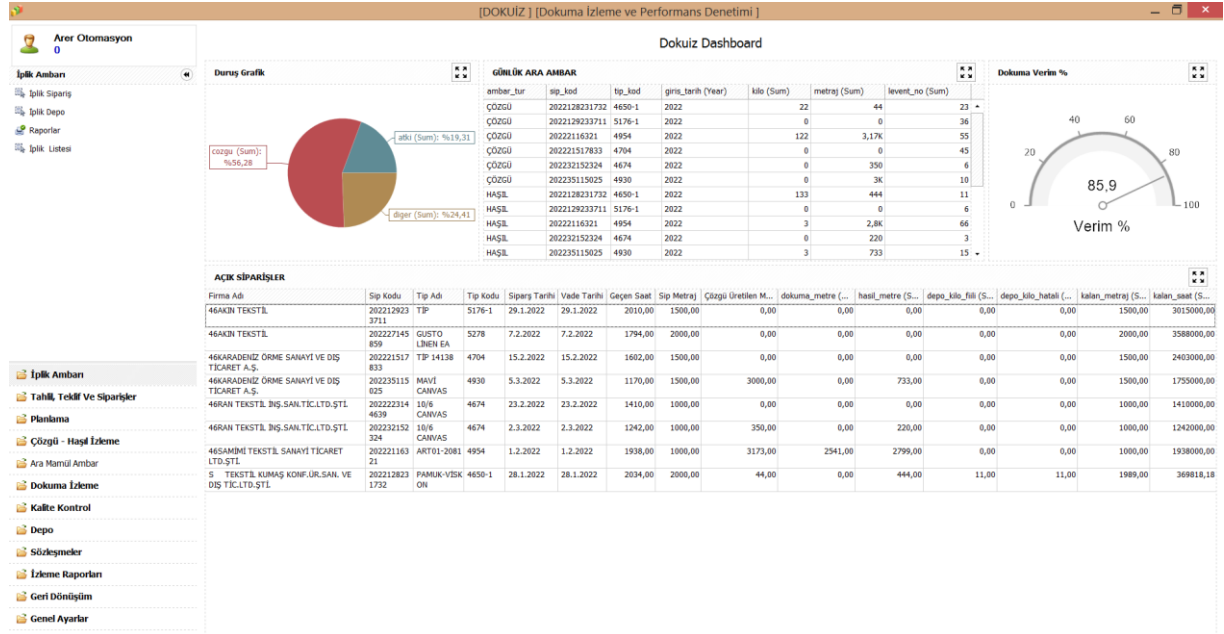 [DOKUİZ ] [Dokuma İzleme ve Performans Denetimi ]
Arer Otomasyon
0
İplik Ambarı
İplik Sipariş
İplik Depo
Raporlar
İplik Listesi
İplik Ambarı
Tahlil, Teklif Ve Siparişler
Planlama
Çözgü - Haşıl İzleme
Ara Mamül Ambar
Dokuma İzleme
Kalite Kontrol
Depo
Sözleşmeler
İzleme Raporları
Geri Dönüşüm
Genel Ayarlar
Dokuiz Dashboard
Duruş Grafik
cozgu (Sum):
%56,28
atki (Sum): %19,31
diger (Sum): %24,41
GÜNLÜK ARA AMBAR
ambar_tur sip_kod tip_kod giris_tarih (Year) kilo (Sum) metraj (Sum) levent_no (Sum)
ÇÖZGÜ 2022128231732 4650-1 2022 22 44 23
ÇÖZGÜ 2022129233711 5176-1 2022 0 0 36
ÇÖZGÜ 20222116321 4954 2022 122 3,17K 55
ÇÖZGÜ 202221517833 4704 2022 0 0 45
ÇÖZGÜ 202232152324 4674 2022 0 350 6
ÇÖZGÜ 202235115025 4930 2022 0 3K 10
HAŞIL 2022128231732 4650-1 2022 133 444 11
HAŞIL 2022129233711 5176-1 2022 0 0 6
HAŞIL 20222116321 4954 2022 3 2,8K 66
HAŞIL 202232152324 4674 2022 0 220 3
HAŞIL 202235115025 4930 2022 3 733 15
Dokuma Verim %
0 20 40 60 80 100
85,9
Verim %
AÇIK SİPARİŞLER
Firma Adı Sip Kodu Tip Adı Tip Kodu Siparş Tarihi Vade Tarihi Geçen Saat Sip Metraj Çözgü Üretilen M... dokuma_metre (... hasil_metre (S... depo_kilo_fiili (S... depo_kilo_hatali (... kalan_metraj (S... kalan_saat (S...
46AKIN TEKSTİL 202212923 TİP 5176-1 29.1.2022 29.1.2022 2010,00 1500,00 0,00 0,00 0,00 0,00 0,00 1500,00 3015000,00
3711
46AKIN TEKSTİL 202227145 GUSTO 5278 7.2.2022 7.2.2022 1794,00 2000,00 0,00 0,00 0,00 0,00 0,00 2000,00 3588000,00
859 LİNEN EA
46KARADENİZ ÖRME SANAYİ VE DIŞ 202221517 TİP 14138 4704 15.2.2022 15.2.2022 1602,00 1500,00 0,00 0,00 0,00 0,00 0,00 1500,00 2403000,00
TİCARET A.Ş. 833
46KARADENİZ ÖRME SANAYİ VE DIŞ 202235115 MAVİ 4930 5.3.2022 5.3.2022 1170,00 1500,00 3000,00 0,00 733,00 0,00 0,00 1500,00 1755000,00
TİCARET A.Ş. 025 CANVAS
46RAN TEKSTİL İNŞ.SAN.TİC.LTD.ŞTİ. 202222314 10/6 4674 23.2.2022 23.2.2022 1410,00 1000,00 0,00 0,00 0,00 0,00 0,00 1000,00 1410000,00
4639 CANVAS
46RAN TEKSTİL İNŞ.SAN.TİC.LTD.ŞTİ. 202232152 10/6 4674 2.3.2022 2.3.2022 1242,00 1000,00 350,00 0,00 220,00 0,00 0,00 1000,00 1242000,00
324 CANVAS
46SAMİMİ TEKSTİL SANAYİ TİCARET 202221163 ART01-2081 4954 1.2.2022 1.2.2022 1938,00 1000,00 3173,00 2541,00 2799,00 0,00 0,00 1000,00 1938000,00
LTD.ŞTİ. 21
S TEKSTİL KUMAŞ KONF.ÜR.SAN. VE 202212823 PAMUK-VİSK 4650-1 28.1.2022 28.1.2022 2034,00 2000,00 44,00 0,00 444,00 11,00 11,00 1989,00 369818,18
DIŞ TİC.LTD.ŞTİ. 1732 ON